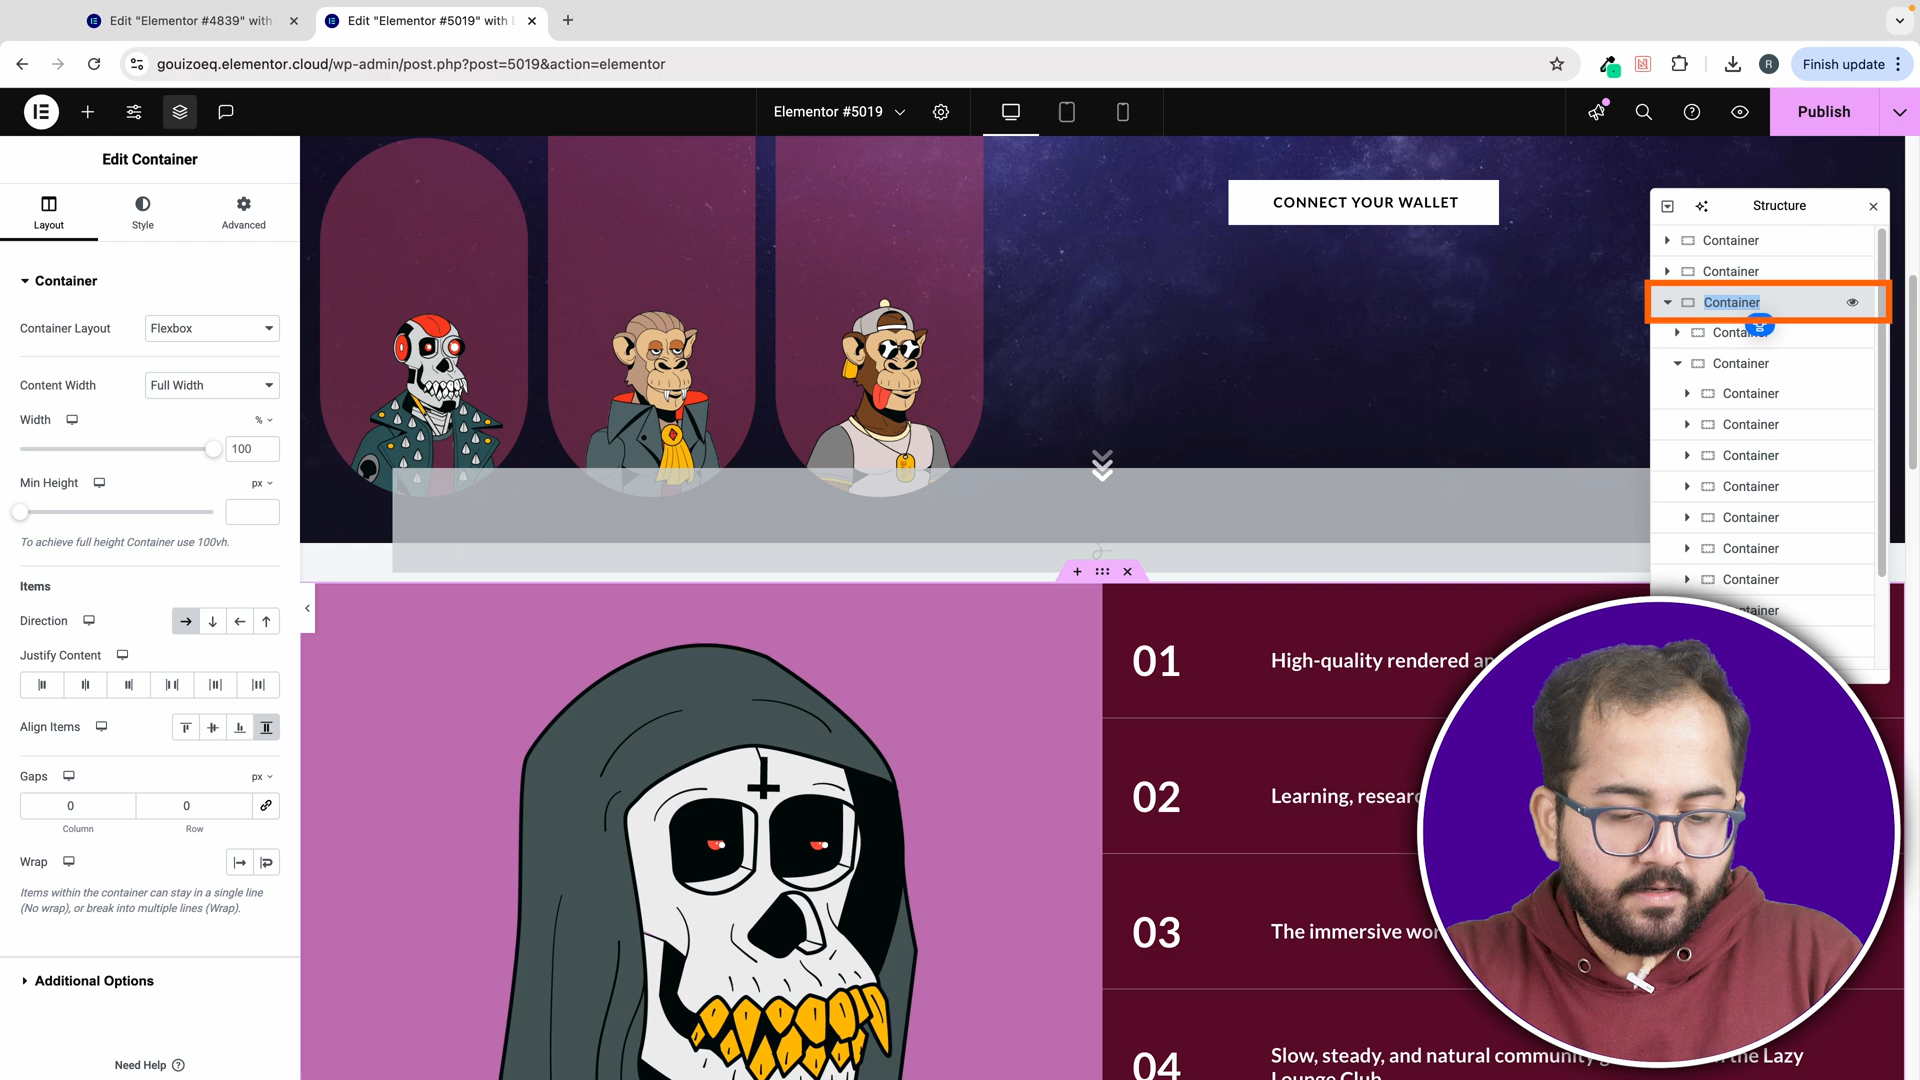 Edit "Elementor #4839" with
Edit "Elementor #5019" with E
gouizoeq.elementor.cloud/wp-admin/post.php?post=5019&action=elementor
R
Finish update
Elementor #5019
Publish
Edit Container
Layout
Style
Advanced
Container
Container Layout
Flexbox
Content Width
Full Width
Width
%
100
Min Height
px
To achieve full height Container use 100vh.
Items
Direction
Justify Content
Align Items
Gaps
px
0
0
Column
Row
Wrap
Items within the container can stay in a single line
(No wrap), or break into multiple lines (Wrap).
Additional Options
Need Help
CONNECT YOUR WALLET
01
High-quality rendered
02
Learning,
03
The immersive
04
Slow, steady, and natural community
the Lazy
Lounge Club
Structure
Container
Container
Container
Container
Container
Container
Container
Container
Container
Container
Container
Container